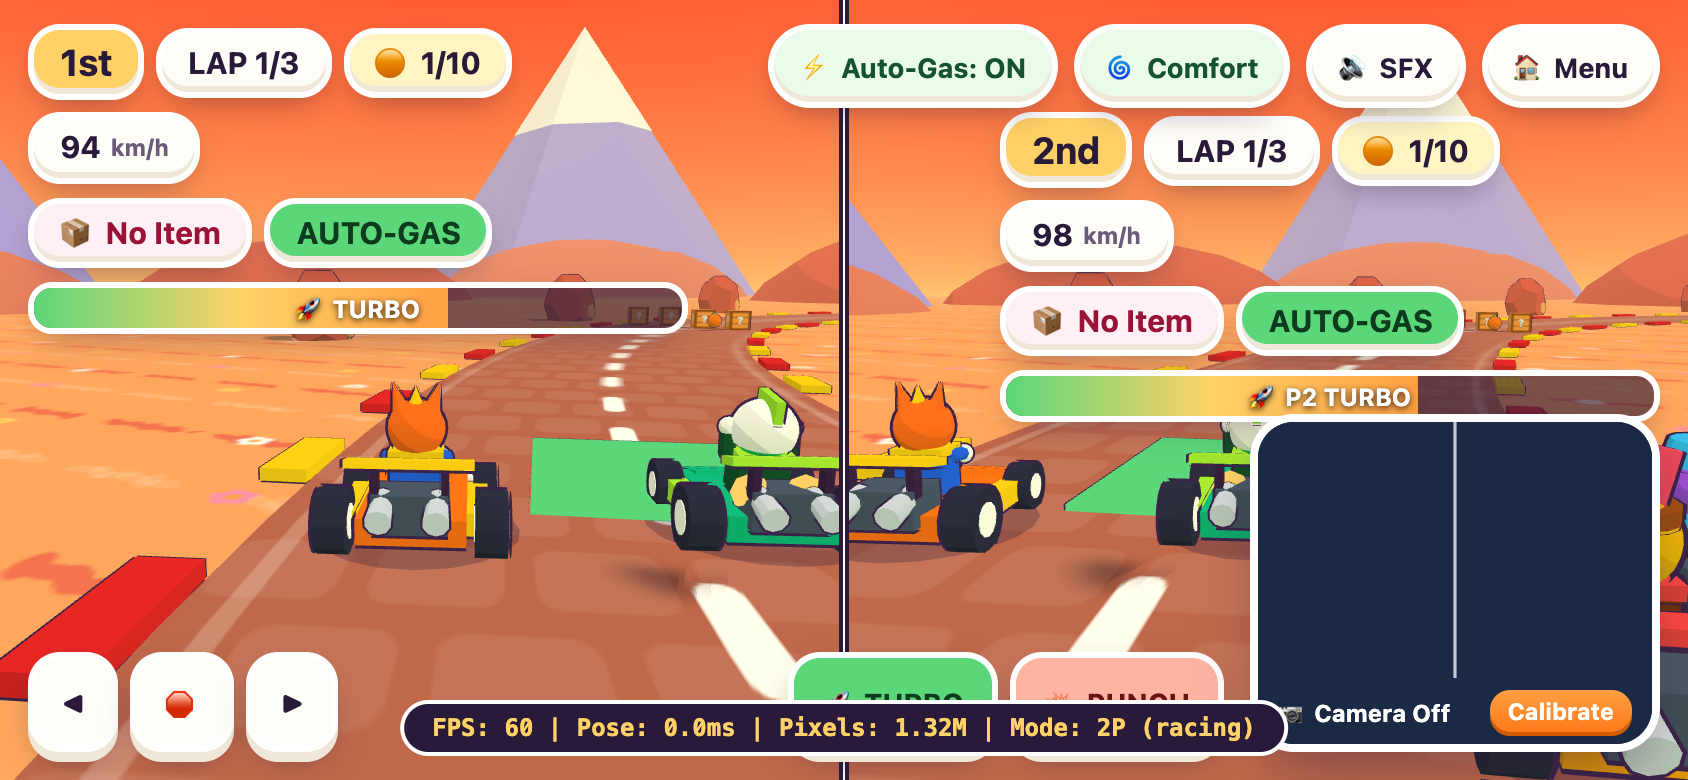 1st LAP 1/3 1/10
94 km/h
No Item AUTO-GAS
TURBO
Auto-Gas: ON Comfort SFX Menu
2nd LAP 1/3 1/10
98 km/h
No Item AUTO-GAS
P2 TURBO
TURBO PUNCH
FPS: 60 | Pose: 0.0ms | Pixels: 1.32M | Mode: 2P (racing)
Camera Off Calibrate